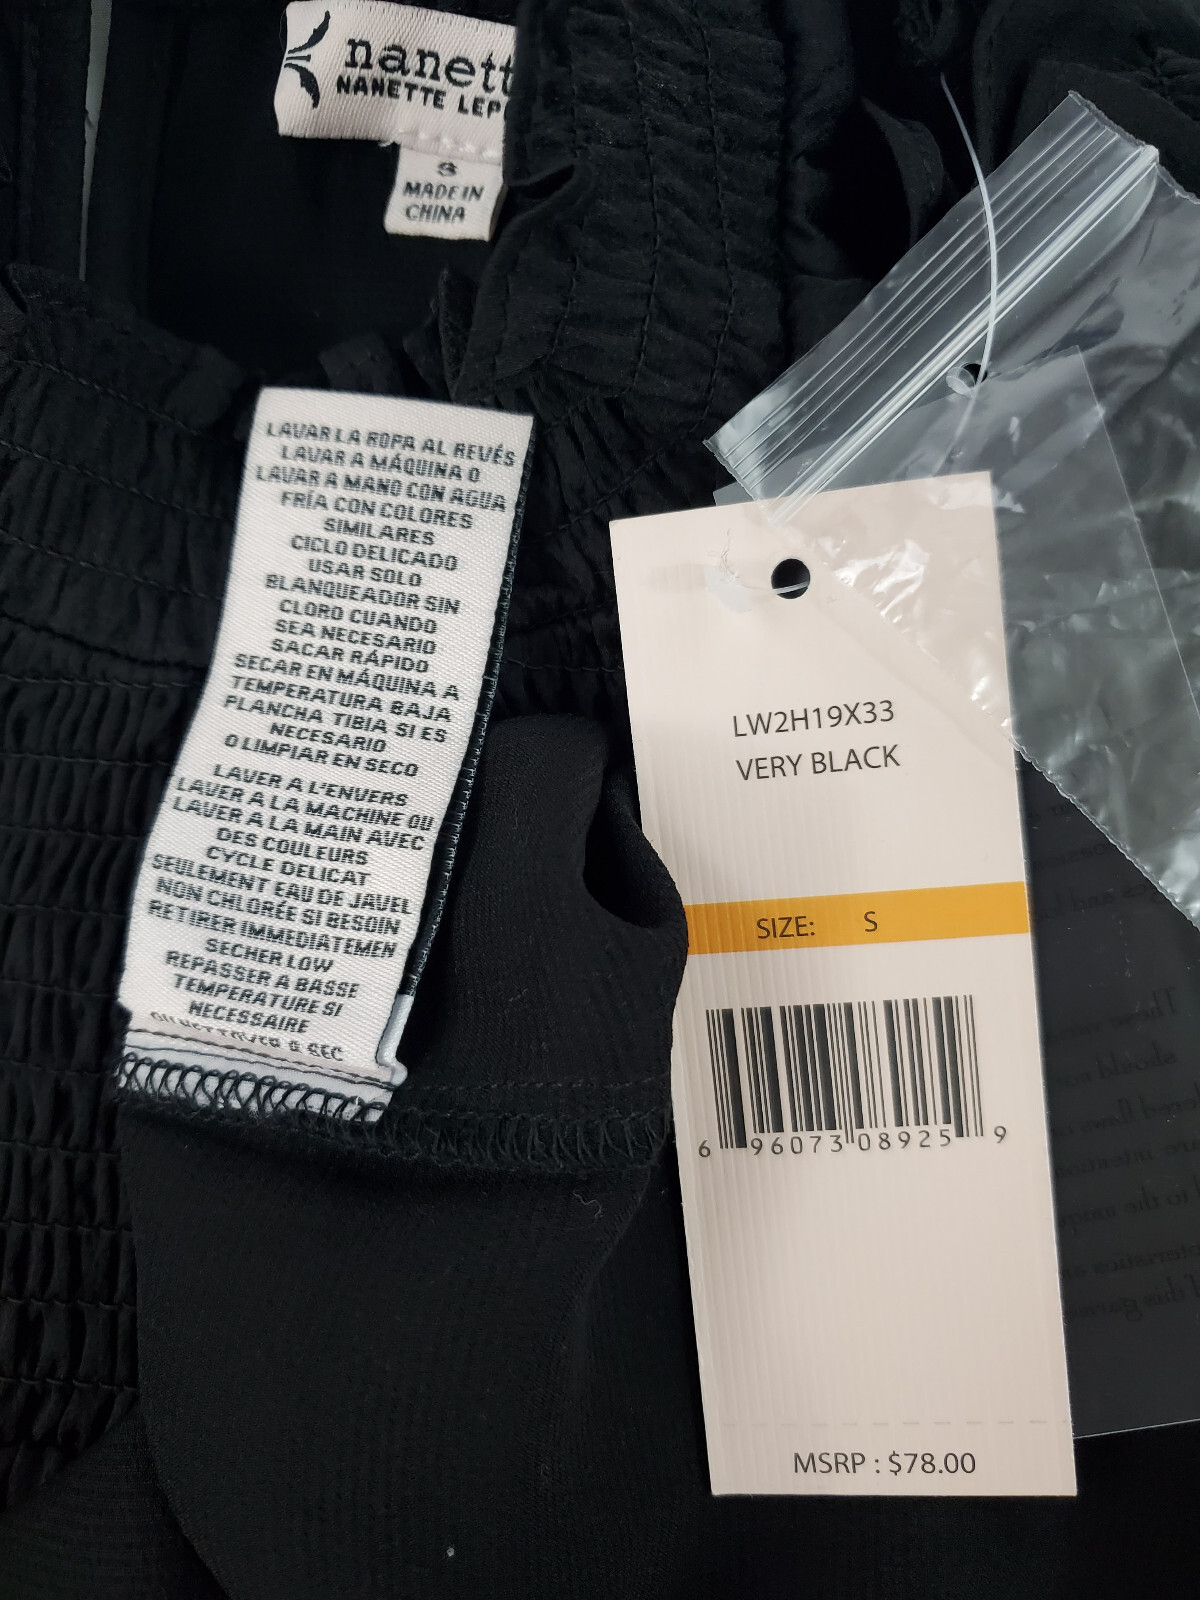 nanett
NANETTE LEP
S
MADE IN
CHINA
LAVAR LA ROPA AL REVÉS
LAVAR A MÁQUINA O
LAVAR A MANO CON AGUA
FRÍA CON COLORES
SIMILARES
CICLO DELICADO
USAR SOLO
BLANQUEADOR SIN
CLORO CUANDO
SEA NECESARIO
SACAR RÁPIDO
SECAR EN MÁQUINA A
TEMPERATURA BAJA
PLANCHA TIBIA SI ES
NECESARIO
O LIMPIAR EN SECO
LAVER A L'ENVERS
LAVER A LA MACHINE OU
LAVER A LA MAIN AVEC
DES COULEURS
CYCLE DELICAT
SEULEMENT EAU DE JAVEL
NON CHLORÉE SI BESOIN
RETIRER IMMEDIATEMEN
SECHER LOW
REPASSER A BASSE
TEMPERATURE SI
NECESSAIRE
SEC
LW2H19X33
VERY BLACK
SIZE: S
6 96073 08925 9
MSRP : $78.00